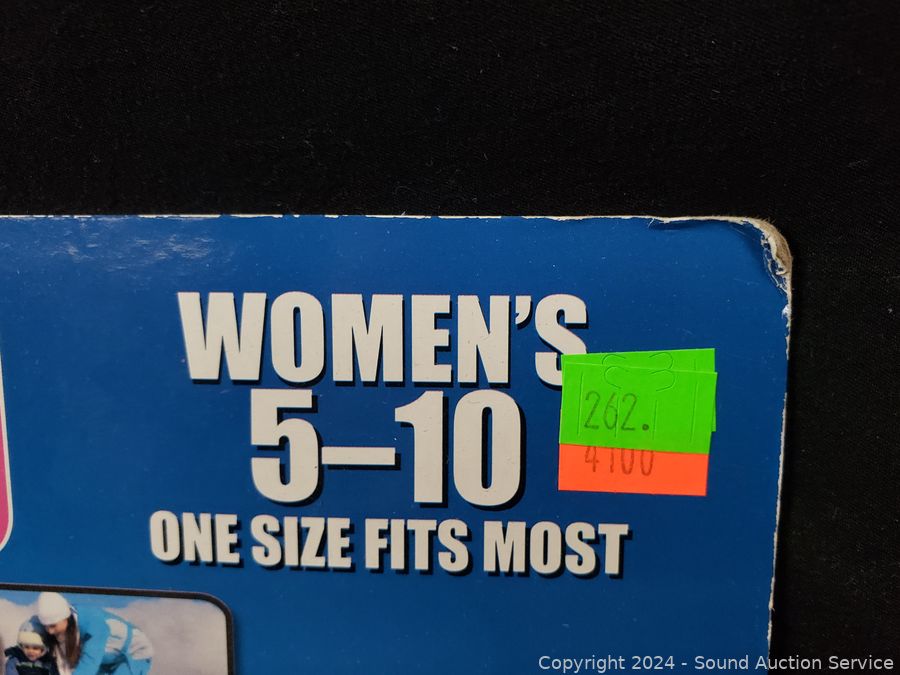 WOMEN'S
5–10
ONE SIZE FITS MOST
262.
4100
Copyright 2024 - Sound Auction Service